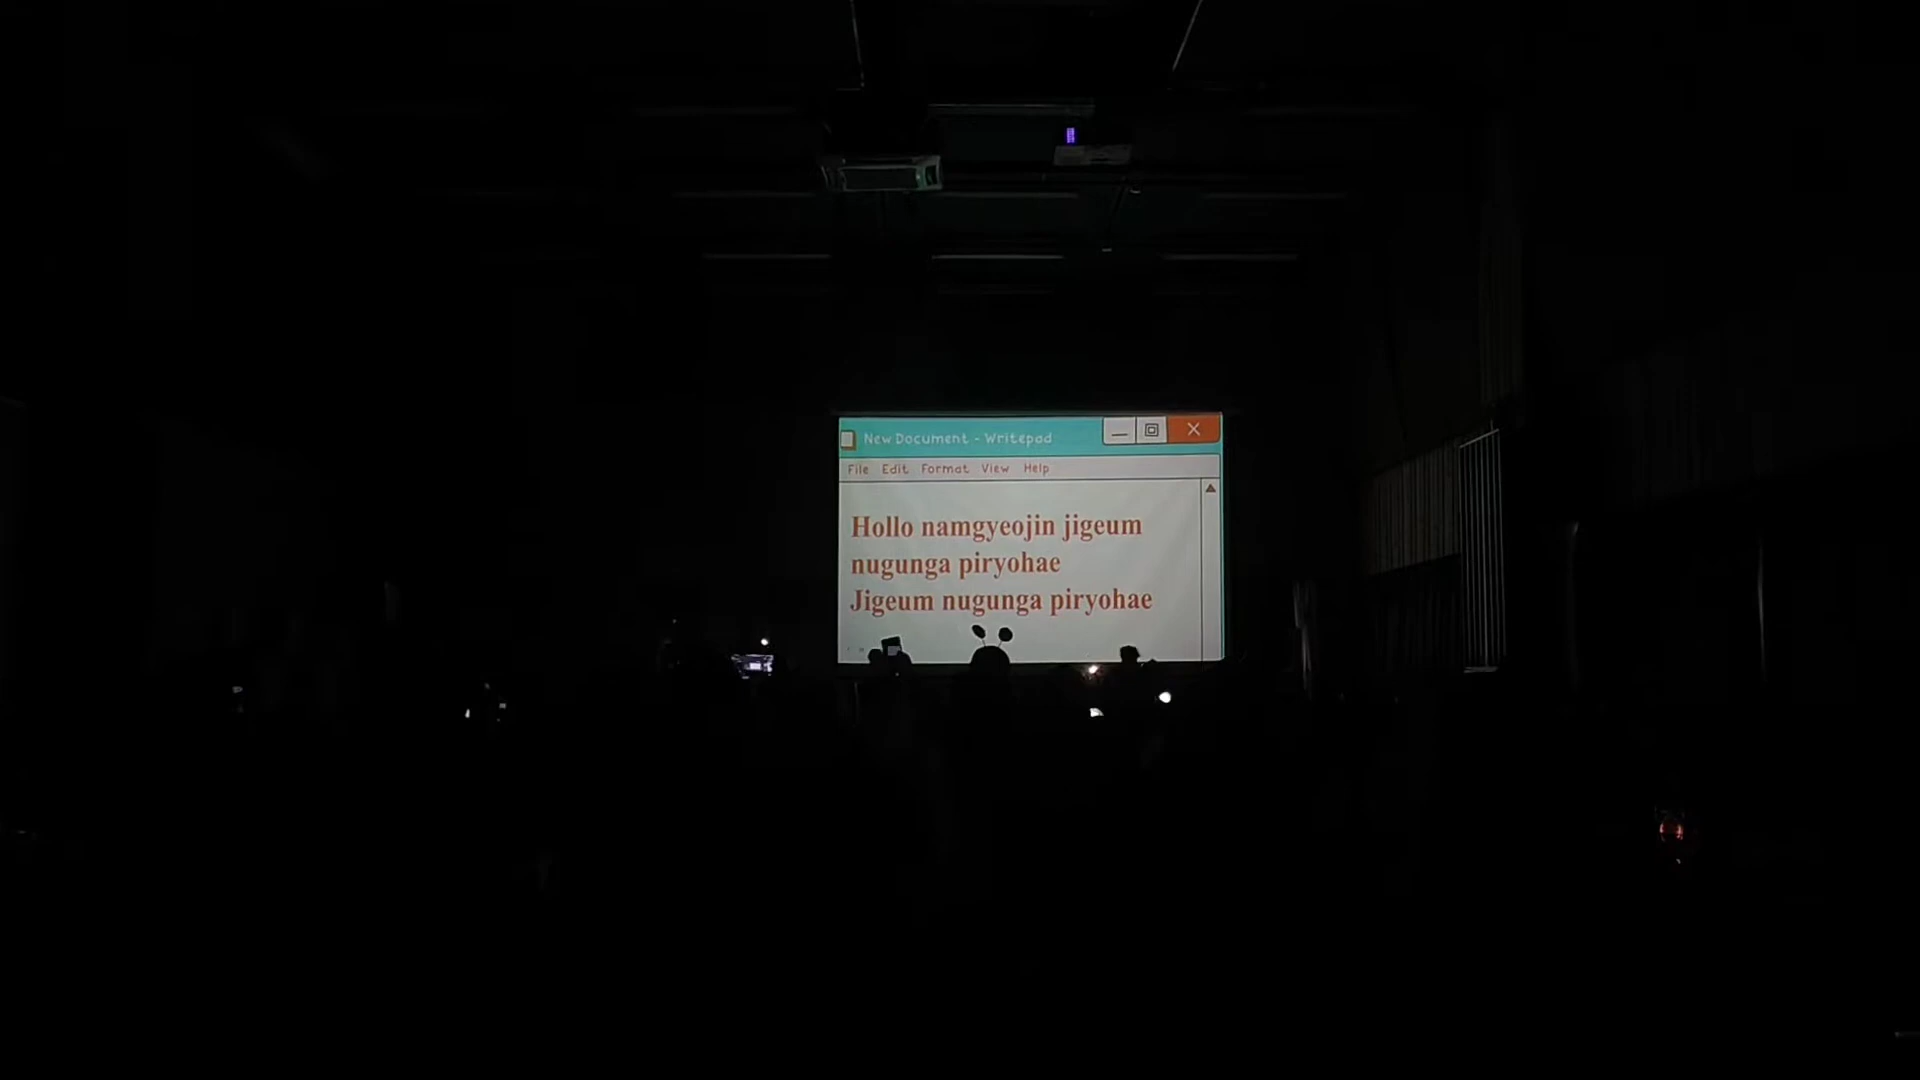 New Document - Writepad
File Edit Format View Help
Hollo namgyeojin jigeum
nugunga piryohae
Jigeum nugunga piryohae